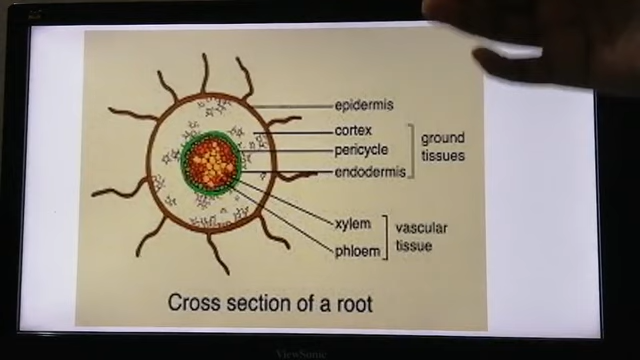 epidermis
cortex
pericycle
endodermis
ground
tissues
xylem
phloem
vascular
tissue
Cross section of a root
ViewSonic